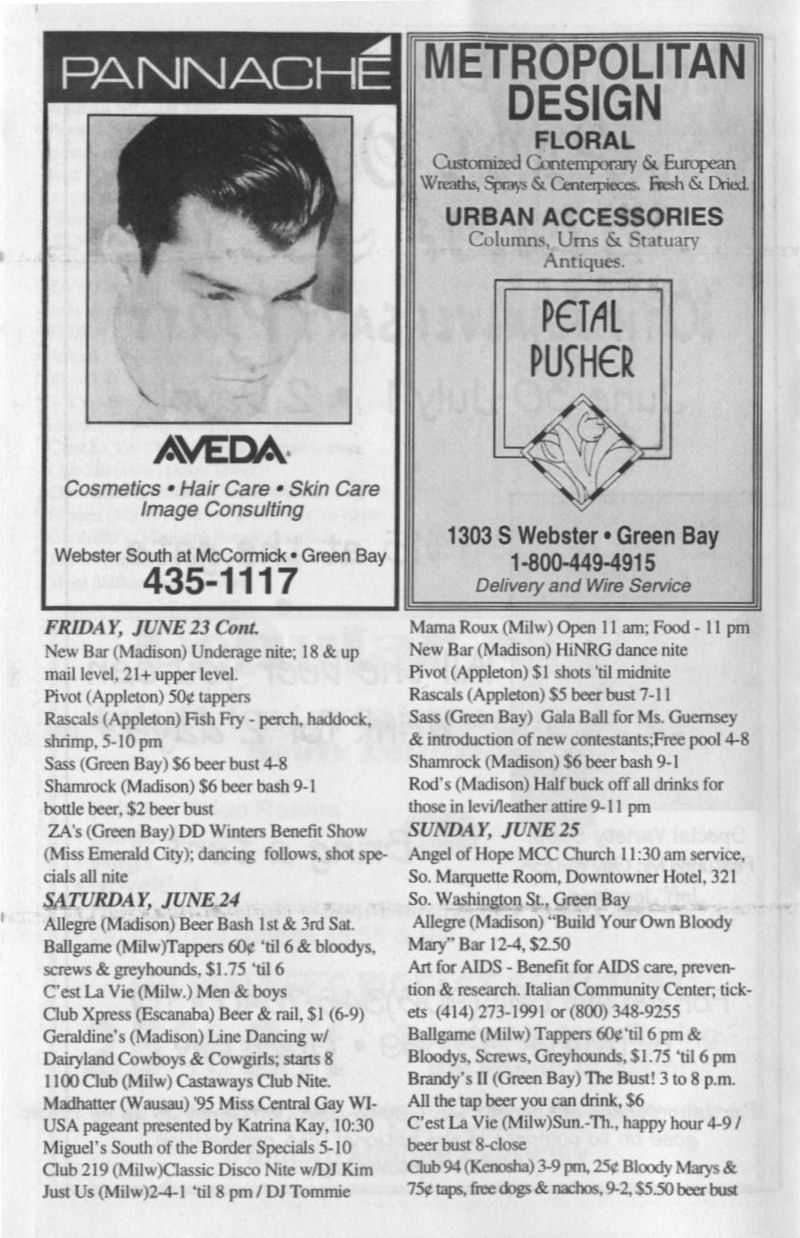 PANNACHÉ
AVEDA.
Cosmetics • Hair Care • Skin Care
Image Consulting
Webster South at McCormick • Green Bay
435-1117
METROPOLITAN
DESIGN
FLORAL
Customized Contemporary & European
Wreaths, Sprays & Centerpieces. Fresh & Dried.
URBAN ACCESSORIES
Columns, Urns & Statuary
Antiques.
PETAL
PUSHER
1303 S Webster • Green Bay
1-800-449-4915
Delivery and Wire Service
FRIDAY, JUNE 23 Cont.
New Bar (Madison) Underage nite; 18 & up
mail level, 21+ upper level.
Pivot (Appleton) 50¢ tappers
Rascals (Appleton) Fish Fry - perch, haddock,
shrimp, 5-10 pm
Sass (Green Bay) $6 beer bust 4-8
Shamrock (Madison) $6 beer bash 9-1
bottle beer, $2 beer bust
ZA's (Green Bay) DD Winters Benefit Show
(Miss Emerald City); dancing follows, shot spe-
cials all nite
SATURDAY, JUNE 24
Allegre (Madison) Beer Bash 1st & 3rd Sat.
Ballgame (Milw)Tappers 60¢ 'til 6 & bloodys,
screws & greyhounds, $1.75 'til 6
C'est La Vie (Milw.) Men & boys
Club Xpress (Escanaba) Beer & rail, $1 (6-9)
Geraldine's (Madison) Line Dancing w/
Dairyland Cowboys & Cowgirls; starts 8
1100 Club (Milw) Castaways Club Nite.
Madhatter (Wausau) '95 Miss Central Gay WI-
USA pageant presented by Katrina Kay, 10:30
Miguel's South of the Border Specials 5-10
Club 219 (Milw)Classic Disco Nite w/DJ Kim
Just Us (Milw)2-4-1 'til 8 pm / DJ Tommie
Mama Roux (Milw) Open 11 am; Food - 11 pm
New Bar (Madison) HiNRG dance nite
Pivot (Appleton) $1 shots 'til midnite
Rascals (Appleton) $5 beer bust 7-11
Sass (Green Bay) Gala Ball for Ms. Guernsey
& introduction of new contestants;Free pool 4-8
Shamrock (Madison) $6 beer bash 9-1
Rod's (Madison) Half buck off all drinks for
those in levi/leather attire 9-11 pm
SUNDAY, JUNE 25
Angel of Hope MCC Church 11:30 am service,
So. Marquette Room, Downtowner Hotel, 321
So. Washington St., Green Bay
Allegre (Madison) "Build Your Own Bloody
Mary" Bar 12-4, $2.50
Art for AIDS - Benefit for AIDS care, preven-
tion & research. Italian Community Center; tick-
ets (414) 273-1991 or (800) 348-9255
Ballgame (Milw) Tappers 60¢ 'til 6 pm &
Bloodys, Screws, Greyhounds, $1.75 'til 6 pm
Brandy's II (Green Bay) The Bust! 3 to 8 p.m.
All the tap beer you can drink, $6
C'est La Vie (Milw)Sun.-Th., happy hour 4-9 /
beer bust 8-close
Club 94 (Kenosha) 3-9 pm, 25¢ Bloody Marys &
75¢ taps, free dogs & nachos, 9-2, $5.50 beer bust